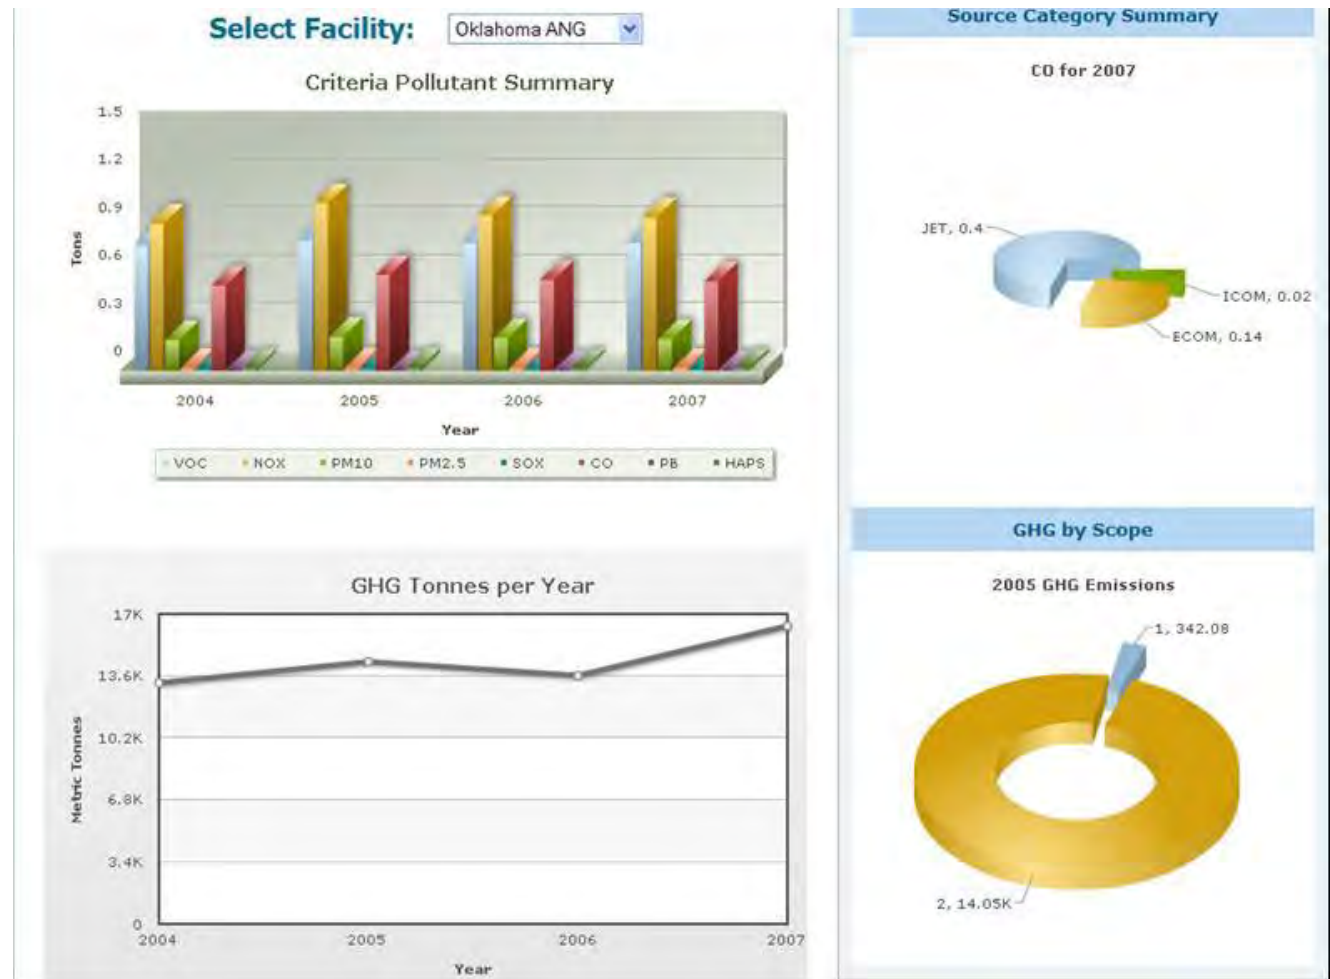 Select Facility: Oklahoma ANG
Criteria Pollutant Summary
1.5
1.2
0.9
0.6
0.3
0
Tons
2004 2005 2006 2007
Year
VOC NOX PM10 PM2.5 SOX CO PB HAPS
GHG Tonnes per Year
17K
13.6K
10.2K
6.8K
3.4K
0
Metric Tonnes
2004 2005 2006 2007
Year
Source Category Summary
CO for 2007
JET, 0.4
ICOM, 0.02
ECOM, 0.14
GHG by Scope
2005 GHG Emissions
1, 342.08
2, 14.05K